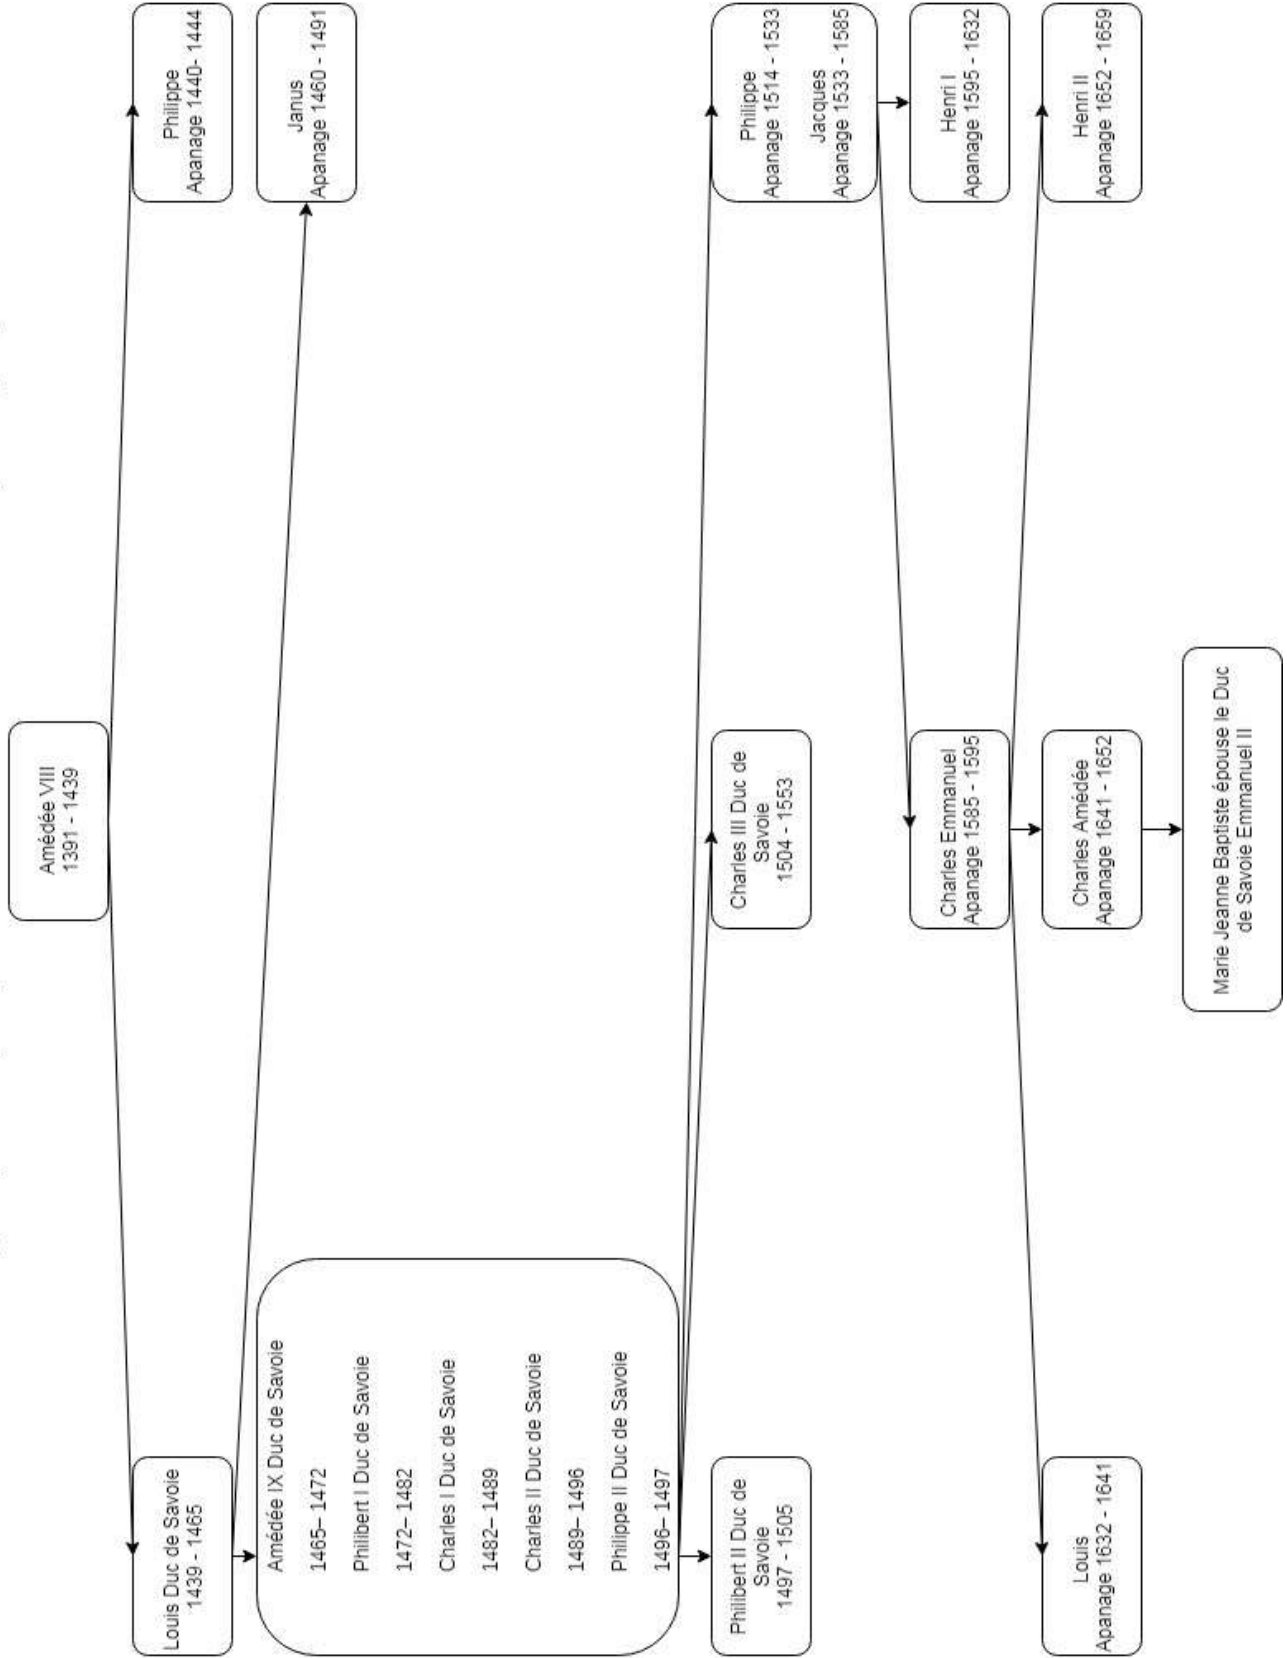 Amédée VIII
1391 - 1439
Louis Duc de Savoie
1439 - 1465
Philippe
Apanage 1440- 1444
Janus
Apanage 1460 - 1491
Amédée IX Duc de Savoie
1465– 1472
Philibert I Duc de Savoie
1472– 1482
Charles I Duc de Savoie
1482– 1489
Charles II Duc de Savoie
1489– 1496
Philippe II Duc de Savoie
1496– 1497
Philibert II Duc de
Savoie
1497 - 1505
Charles III Duc de
Savoie
1504 - 1553
Philippe
Apanage 1514 - 1533
Jacques
Apanage 1533 - 1585
Charles Emmanuel
Apanage 1585 - 1595
Henri I
Apanage 1595 - 1632
Louis
Apanage 1632 - 1641
Charles Amédée
Apanage 1641 - 1652
Henri II
Apanage 1652 - 1659
Marie Jeanne Baptiste épouse le Duc
de Savoie Emmanuel II